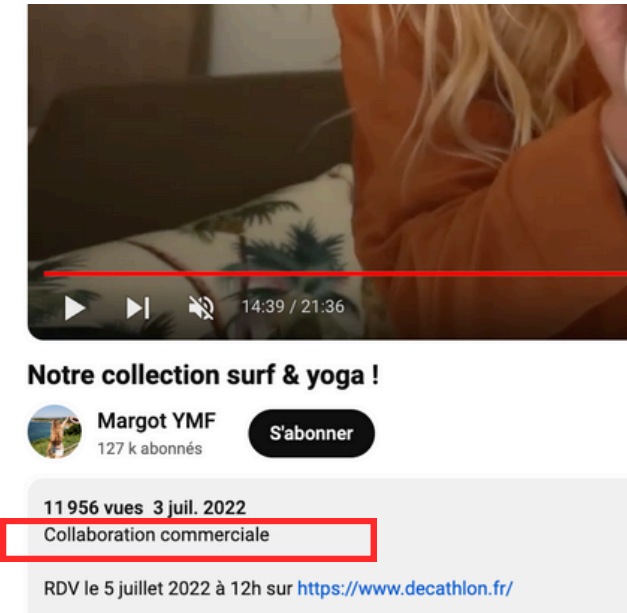 14:39 / 21:36
Notre collection surf & yoga !
Margot YMF
127 k abonnés
S'abonner
11 956 vues 3 juil. 2022
Collaboration commerciale
RDV le 5 juillet 2022 à 12h sur https://www.decathlon.fr/